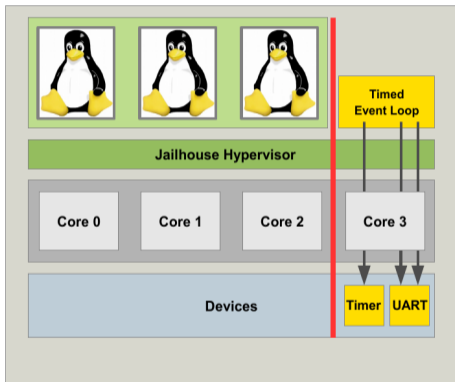 Timed
Event Loop
Jailhouse Hypervisor
Core 0
Core 1
Core 2
Core 3
Devices
Timer
UART